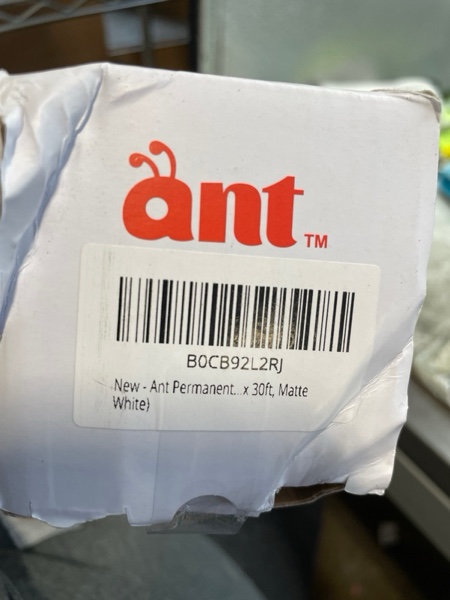 ant™
B0CB92L2RJ
New - Ant Permanent...x 30ft, Matte
White)